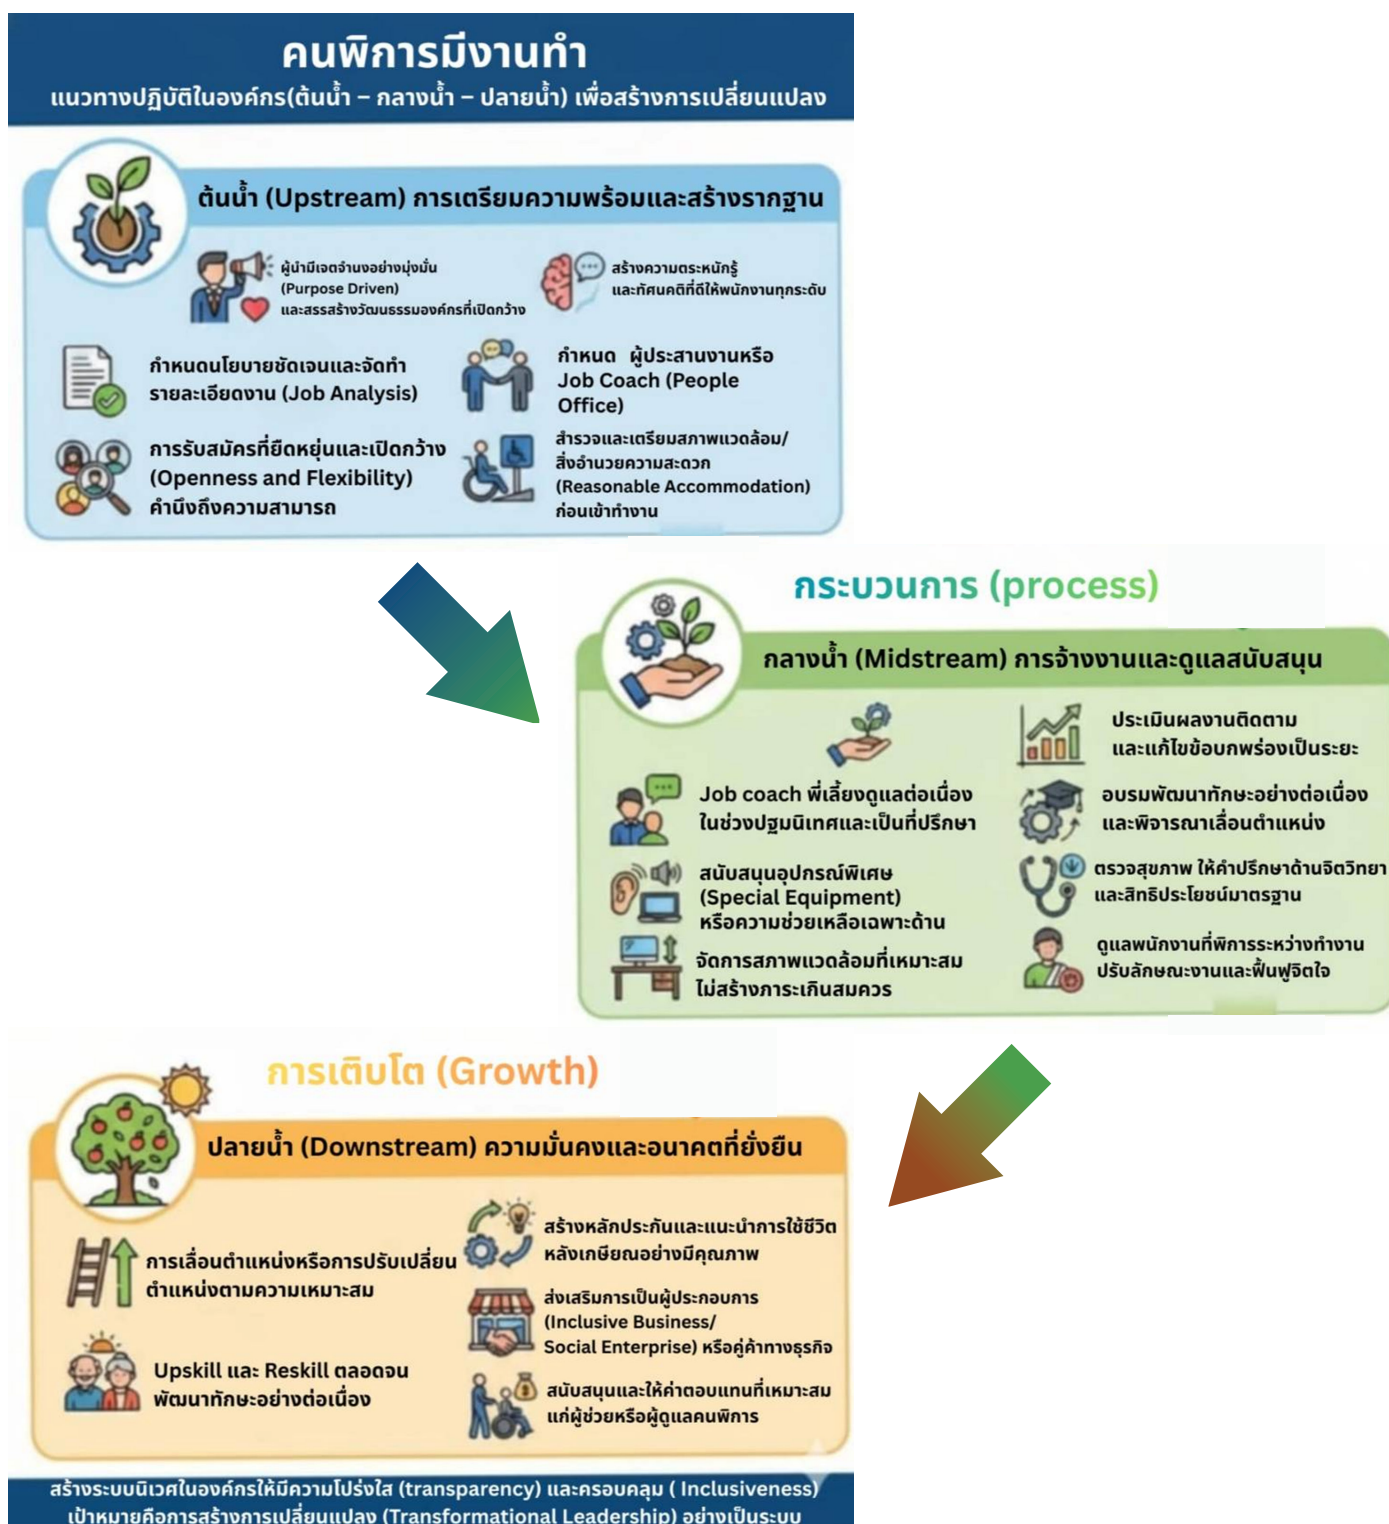 คนพิการมีงานทำ
แนวทางปฏิบัติในองค์กร(ต้นน้ำ – กลางน้ำ – ปลายน้ำ) เพื่อสร้างการเปลี่ยนแปลง
ต้นน้ำ (Upstream) การเตรียมความพร้อมและสร้างรากฐาน
ผู้นำมีเจตจำนงอย่างมุ่งมั่น
(Purpose Driven)
และสรรสร้างวัฒนธรรมองค์กรที่เปิดกว้าง
สร้างความตระหนักรู้
และทัศนคติที่ดีให้พนักงานทุกระดับ
กำหนดนโยบายชัดเจนและจัดทำ
รายละเอียดงาน (Job Analysis)
กำหนด ผู้ประสานงานหรือ
Job Coach (People
Office)
การรับสมัครที่ยืดหยุ่นและเปิดกว้าง
(Openness and Flexibility)
คำนึงถึงความสามารถ
สำรวจและเตรียมสภาพแวดล้อม/
สิ่งอำนวยความสะดวก
(Reasonable Accommodation)
ก่อนเข้าทำงาน
กระบวนการ (process)
กลางน้ำ (Midstream) การจ้างงานและดูแลสนับสนุน
Job coach พี่เลี้ยงดูแลต่อเนื่อง
ในช่วงปฐมนิเทศและเป็นที่ปรึกษา
สนับสนุนอุปกรณ์พิเศษ
(Special Equipment)
หรือความช่วยเหลือเฉพาะด้าน
จัดการสภาพแวดล้อมที่เหมาะสม
ไม่สร้างภาระเกินสมควร
ประเมินผลงานติดตาม
และแก้ไขข้อบกพร่องเป็นระยะ
อบรมพัฒนาทักษะอย่างต่อเนื่อง
และพิจารณาเลื่อนตำแหน่ง
ตรวจสุขภาพ ให้คำปรึกษาด้านจิตวิทยา
และสิทธิประโยชน์มาตรฐาน
ดูแลพนักงานที่พิการระหว่างทำงาน
ปรับลักษณะงานและฟื้นฟูจิตใจ
การเติบโต (Growth)
ปลายน้ำ (Downstream) ความมั่นคงและอนาคตที่ยั่งยืน
การเลื่อนตำแหน่งหรือการปรับเปลี่ยน
ตำแหน่งตามความเหมาะสม
Upskill และ Reskill ตลอดจน
พัฒนาทักษะอย่างต่อเนื่อง
สร้างหลักประกันและแนะนำการใช้ชีวิต
หลังเกษียณอย่างมีคุณภาพ
ส่งเสริมการเป็นผู้ประกอบการ
(Inclusive Business/
Social Enterprise) หรือคู่ค้าทางธุรกิจ
สนับสนุนและให้ค่าตอบแทนที่เหมาะสม
แก่ผู้ช่วยหรือผู้ดูแลคนพิการ
สร้างระบบนิเวศในองค์กรให้มีความโปร่งใส (transparency) และครอบคลุม ( Inclusiveness)
เป้าหมายคือการสร้างการเปลี่ยนแปลง (Transformational Leadership) อย่างเป็นระบบ